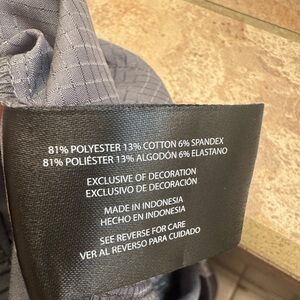 81% POLYESTER 13% COTTON 6% SPANDEX
81% POLIÉSTER 13% ALGODÓN 6% ELASTANO
EXCLUSIVE OF DECORATION
EXCLUSIVO DE DECORACIÓN
MADE IN INDONESIA
HECHO EN INDONESIA
SEE REVERSE FOR CARE
VER AL REVERSO PARA CUIDADO